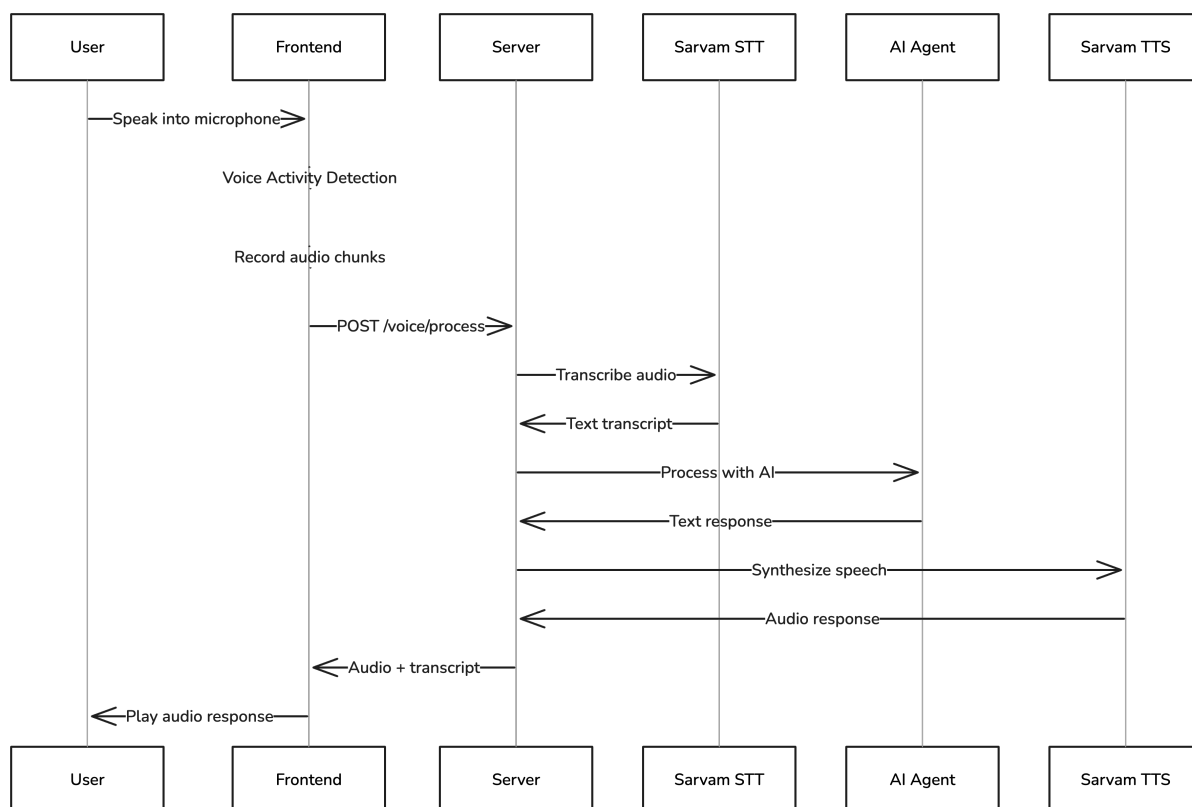 User Frontend Server Sarvam STT AI Agent Sarvam TTS
Speak into microphone
Voice Activity Detection
Record audio chunks
POST /voice/process
Transcribe audio
Text transcript
Process with AI
Text response
Synthesize speech
Audio response
Audio + transcript
Play audio response
User Frontend Server Sarvam STT AI Agent Sarvam TTS